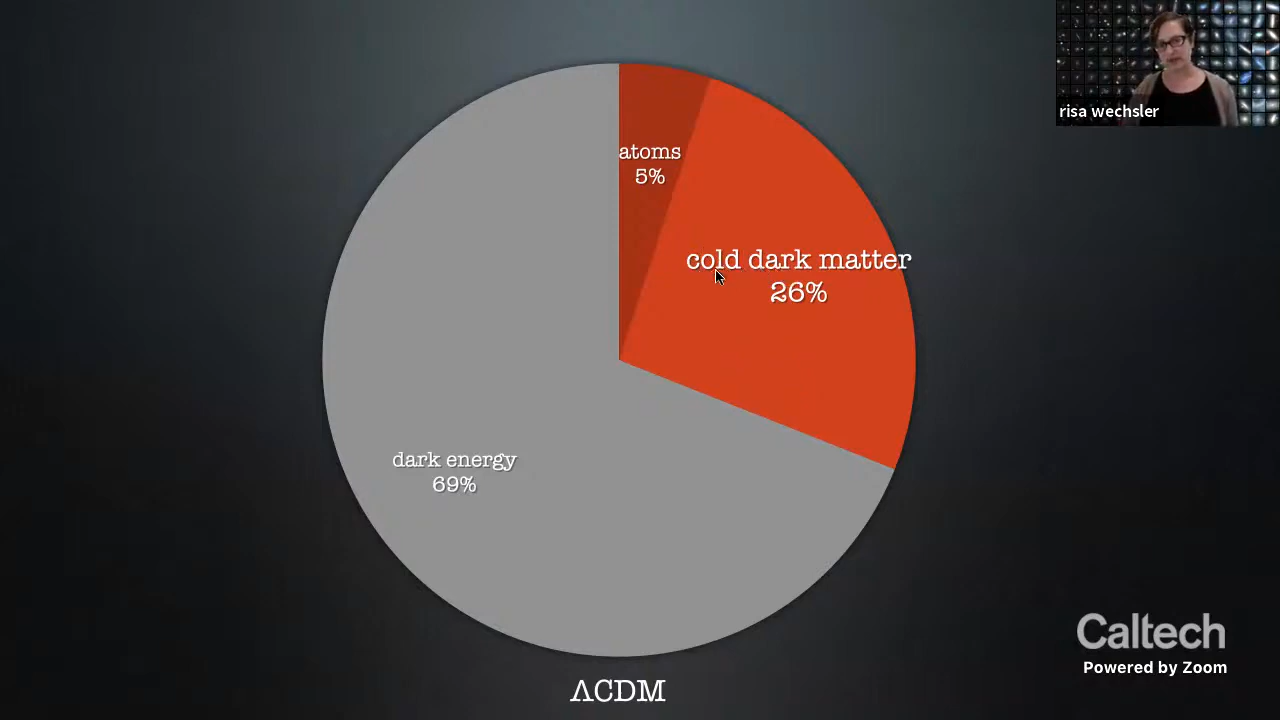 risa wechsler
atoms
5%
cold dark matter
26%
dark energy
69%
Caltech
Powered by Zoom
ΛCDM